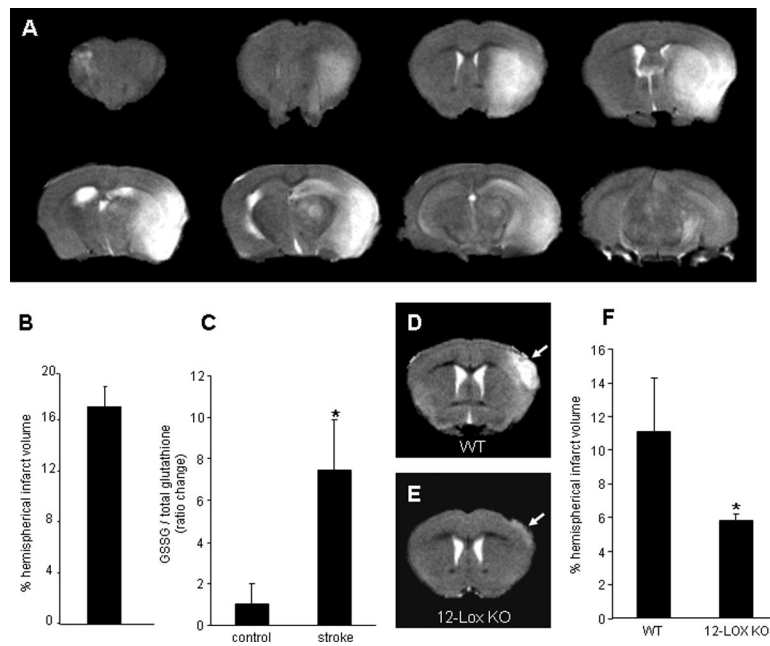 A
B
% hemispherical infarct volume
20
16
12
8
4
0
C
GSSG / total glutathione
(ratio change)
12
10
8
6
4
2
0
*
control
stroke
D
WT
E
12-Lox KO
F
% hemispherical infarct volume
16
14
12
10
8
6
4
2
0
*
WT
12-LOX KO